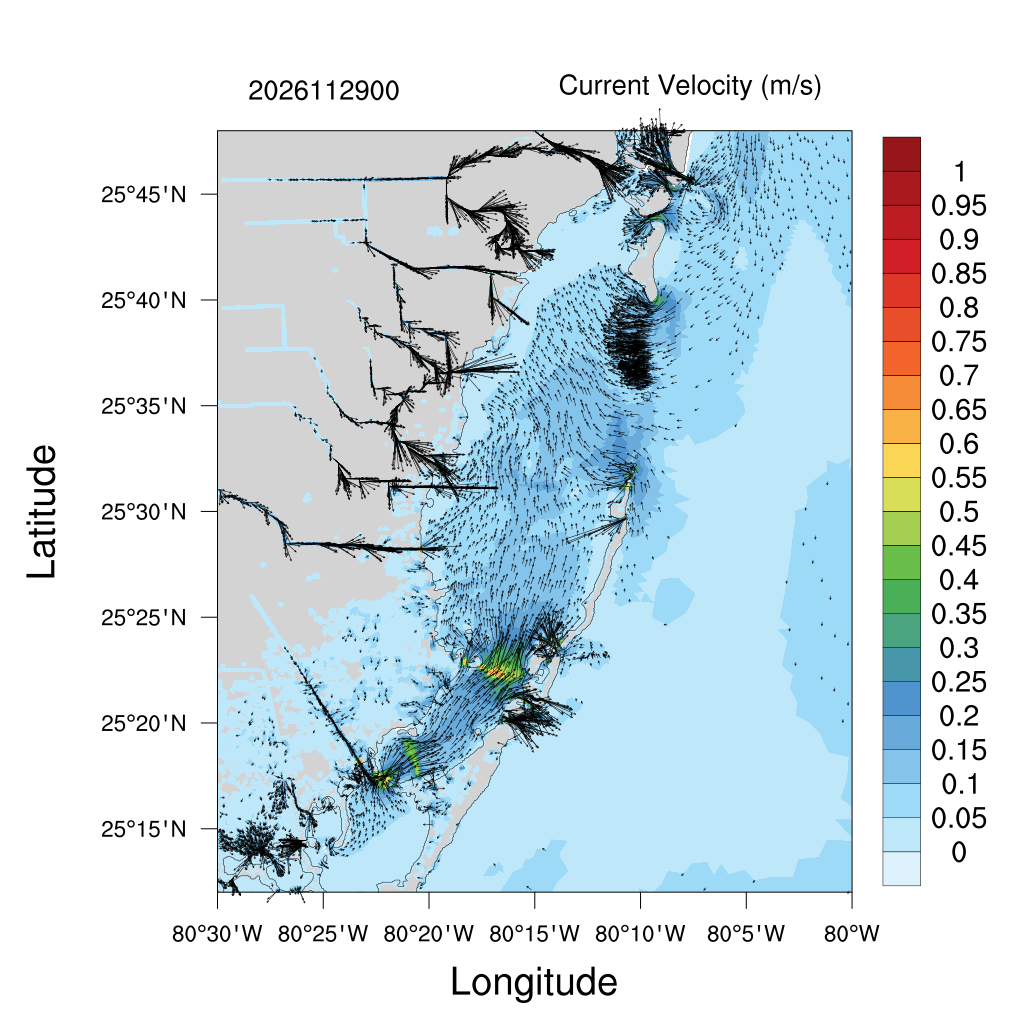 2026112900
Current Velocity (m/s)
Latitude
25°45'N
25°40'N
25°35'N
25°30'N
25°25'N
25°20'N
25°15'N
80°30'W 80°25'W 80°20'W 80°15'W 80°10'W 80°5'W 80°W
Longitude
1
0.95
0.9
0.85
0.8
0.75
0.7
0.65
0.6
0.55
0.5
0.45
0.4
0.35
0.3
0.25
0.2
0.15
0.1
0.05
0